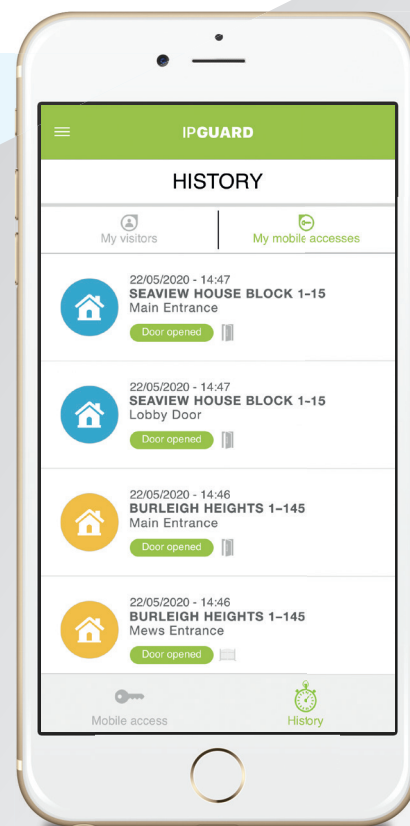 IPGUARD
HISTORY
My visitors
My mobile accesses
22/05/2020 - 14:47
SEAVIEW HOUSE BLOCK 1-15
Main Entrance
Door opened
22/05/2020 - 14:47
SEAVIEW HOUSE BLOCK 1-15
Lobby Door
Door opened
22/05/2020 - 14:46
BURLEIGH HEIGHTS 1–145
Main Entrance
Door opened
22/05/2020 - 14:46
BURLEIGH HEIGHTS 1–145
Mews Entrance
Door opened
Mobile access
History